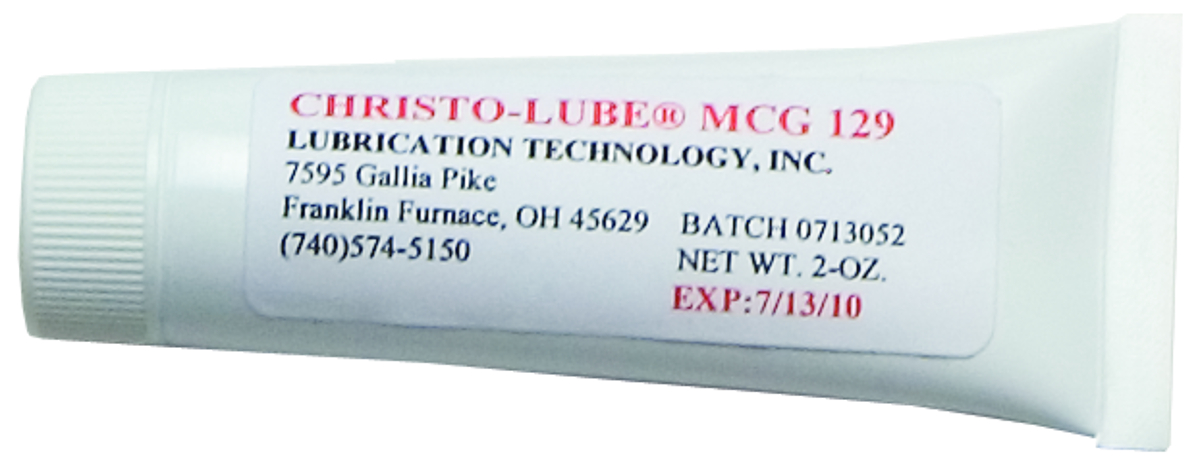 CHRISTO-LUBE® MCG 129
LUBRICATION TECHNOLOGY, INC.
7595 Gallia Pike
Franklin Furnace, OH 45629
(740)574-5150
BATCH 0713052
NET WT. 2-OZ.
EXP:7/13/10